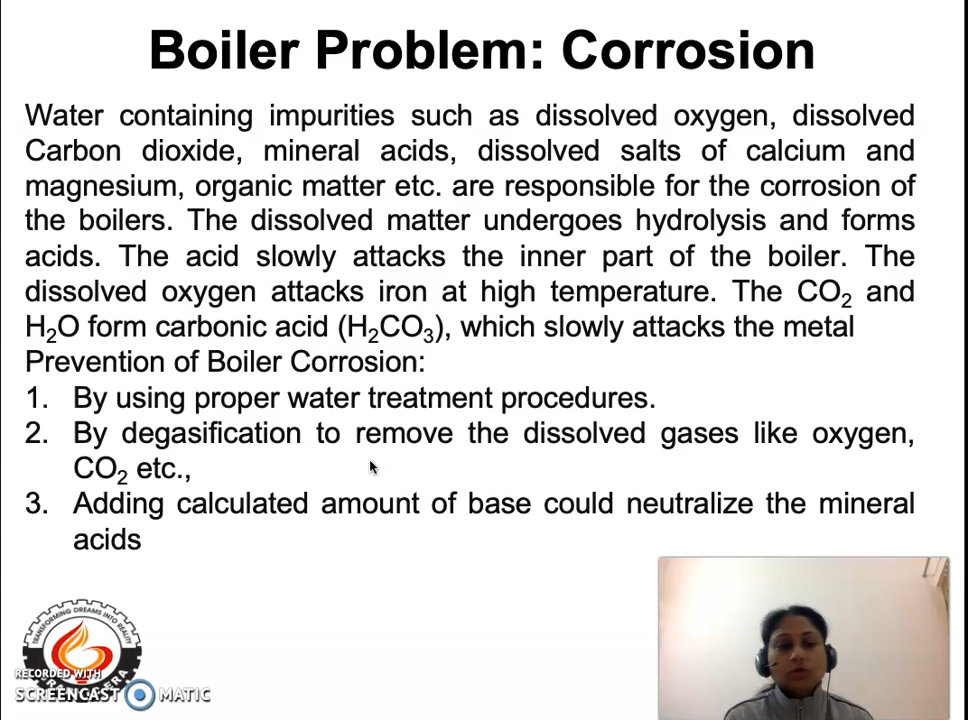 Boiler Problem: Corrosion
Water containing impurities such as dissolved oxygen, dissolved
Carbon dioxide, mineral acids, dissolved salts of calcium and
magnesium, organic matter etc. are responsible for the corrosion of
the boilers. The dissolved matter undergoes hydrolysis and forms
acids. The acid slowly attacks the inner part of the boiler. The
dissolved oxygen attacks iron at high temperature. The CO₂ and
H₂O form carbonic acid (H₂CO₃), which slowly attacks the metal
Prevention of Boiler Corrosion:
1. By using proper water treatment procedures.
2. By degasification to remove the dissolved gases like oxygen,
CO₂ etc.,
3. Adding calculated amount of base could neutralize the mineral
acids
TRANSFORMING DREAMS INTO REALITY
RECORDED WITH
SCREENCAST MATIC